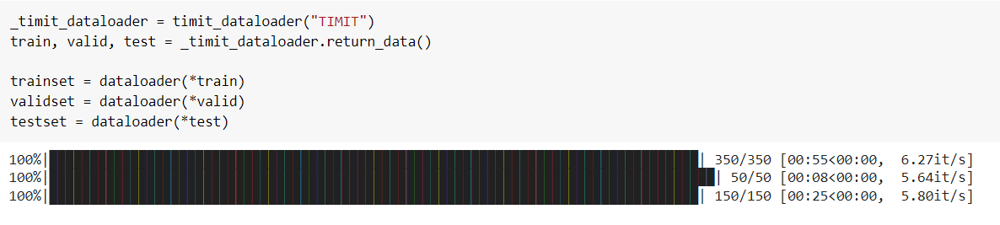 _timit_dataloader = timit_dataloader("TIMIT")
train, valid, test = _timit_dataloader.return_data()
trainset = dataloader(*train)
validset = dataloader(*valid)
testset = dataloader(*test)
100%|██████████| 350/350 [00:55<00:00,  6.27it/s]
100%|██████████| 50/50 [00:08<00:00,  5.64it/s]
100%|██████████| 150/150 [00:25<00:00,  5.80it/s]